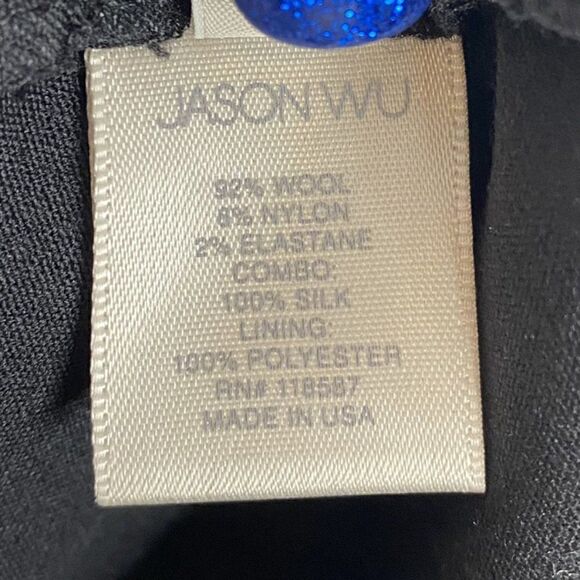 JASON WU
92% WOOL
6% NYLON
2% ELASTANE
COMBO:
100% SILK
LINING:
100% POLYESTER
RN# 118587
MADE IN USA